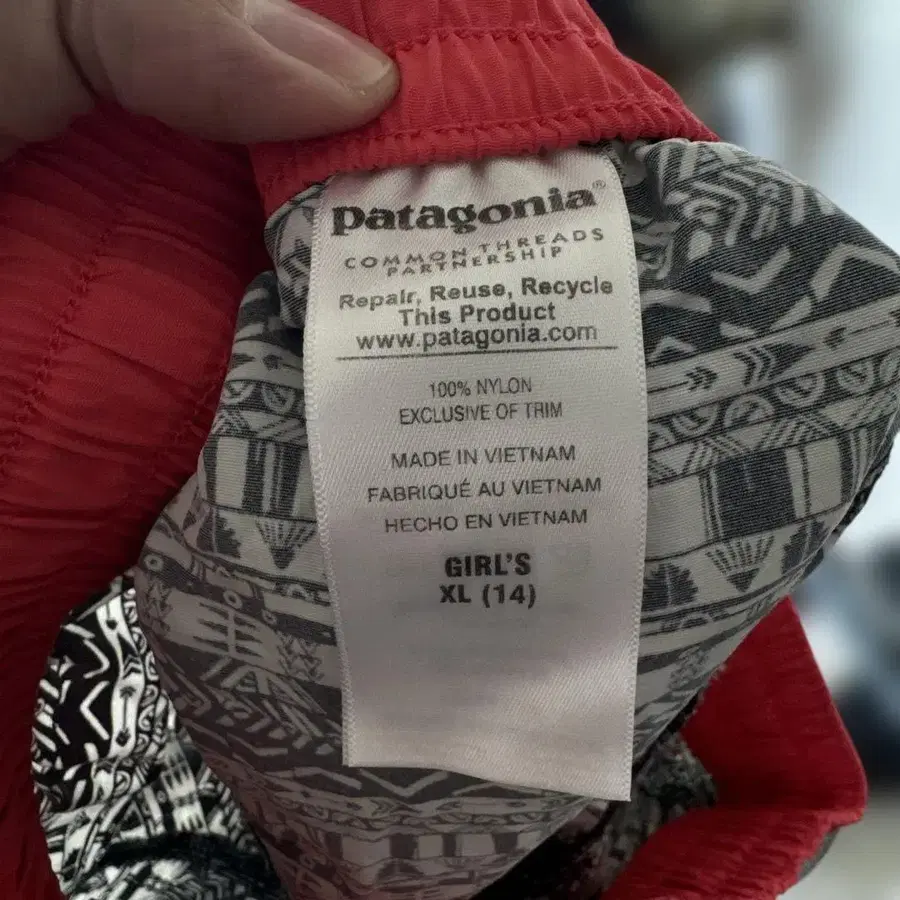 patagonia®
COMMON THREADS
PARTNERSHIP
Repair, Reuse, Recycle
This Product
www.patagonia.com
100% NYLON
EXCLUSIVE OF TRIM
MADE IN VIETNAM
FABRIQUÉ AU VIETNAM
HECHO EN VIETNAM
GIRL'S
XL (14)